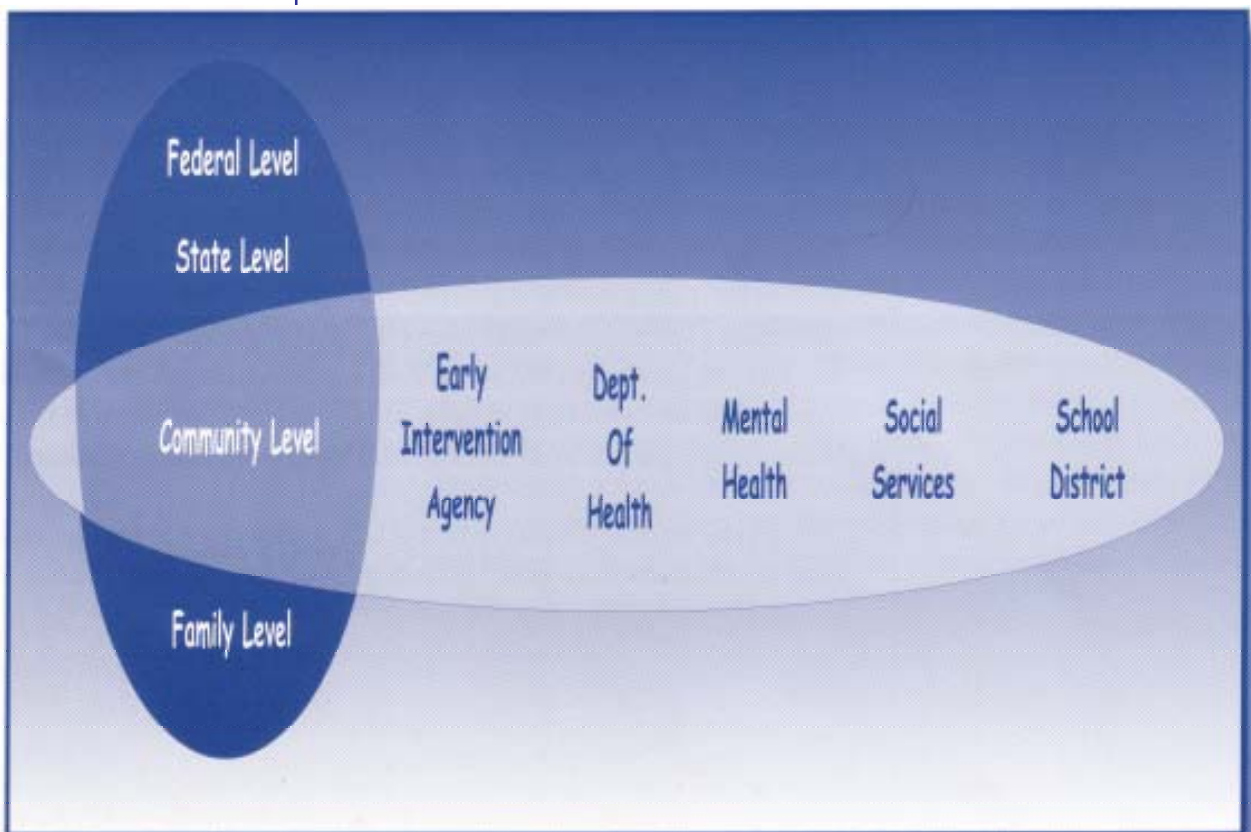 Federal Level
State Level
Community Level
Family Level
Early
Intervention
Agency
Dept.
Of
Health
Mental
Health
Social
Services
School
District